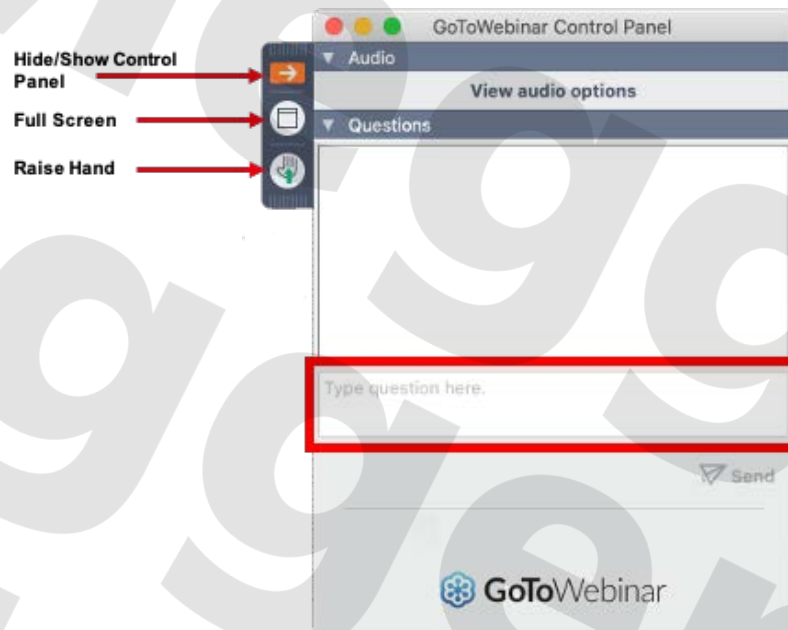 GoToWebinar Control Panel
Hide/Show Control
Panel
Audio
View audio options
Full Screen
Questions
Raise Hand
Type question here.
Send
GoToWebinar